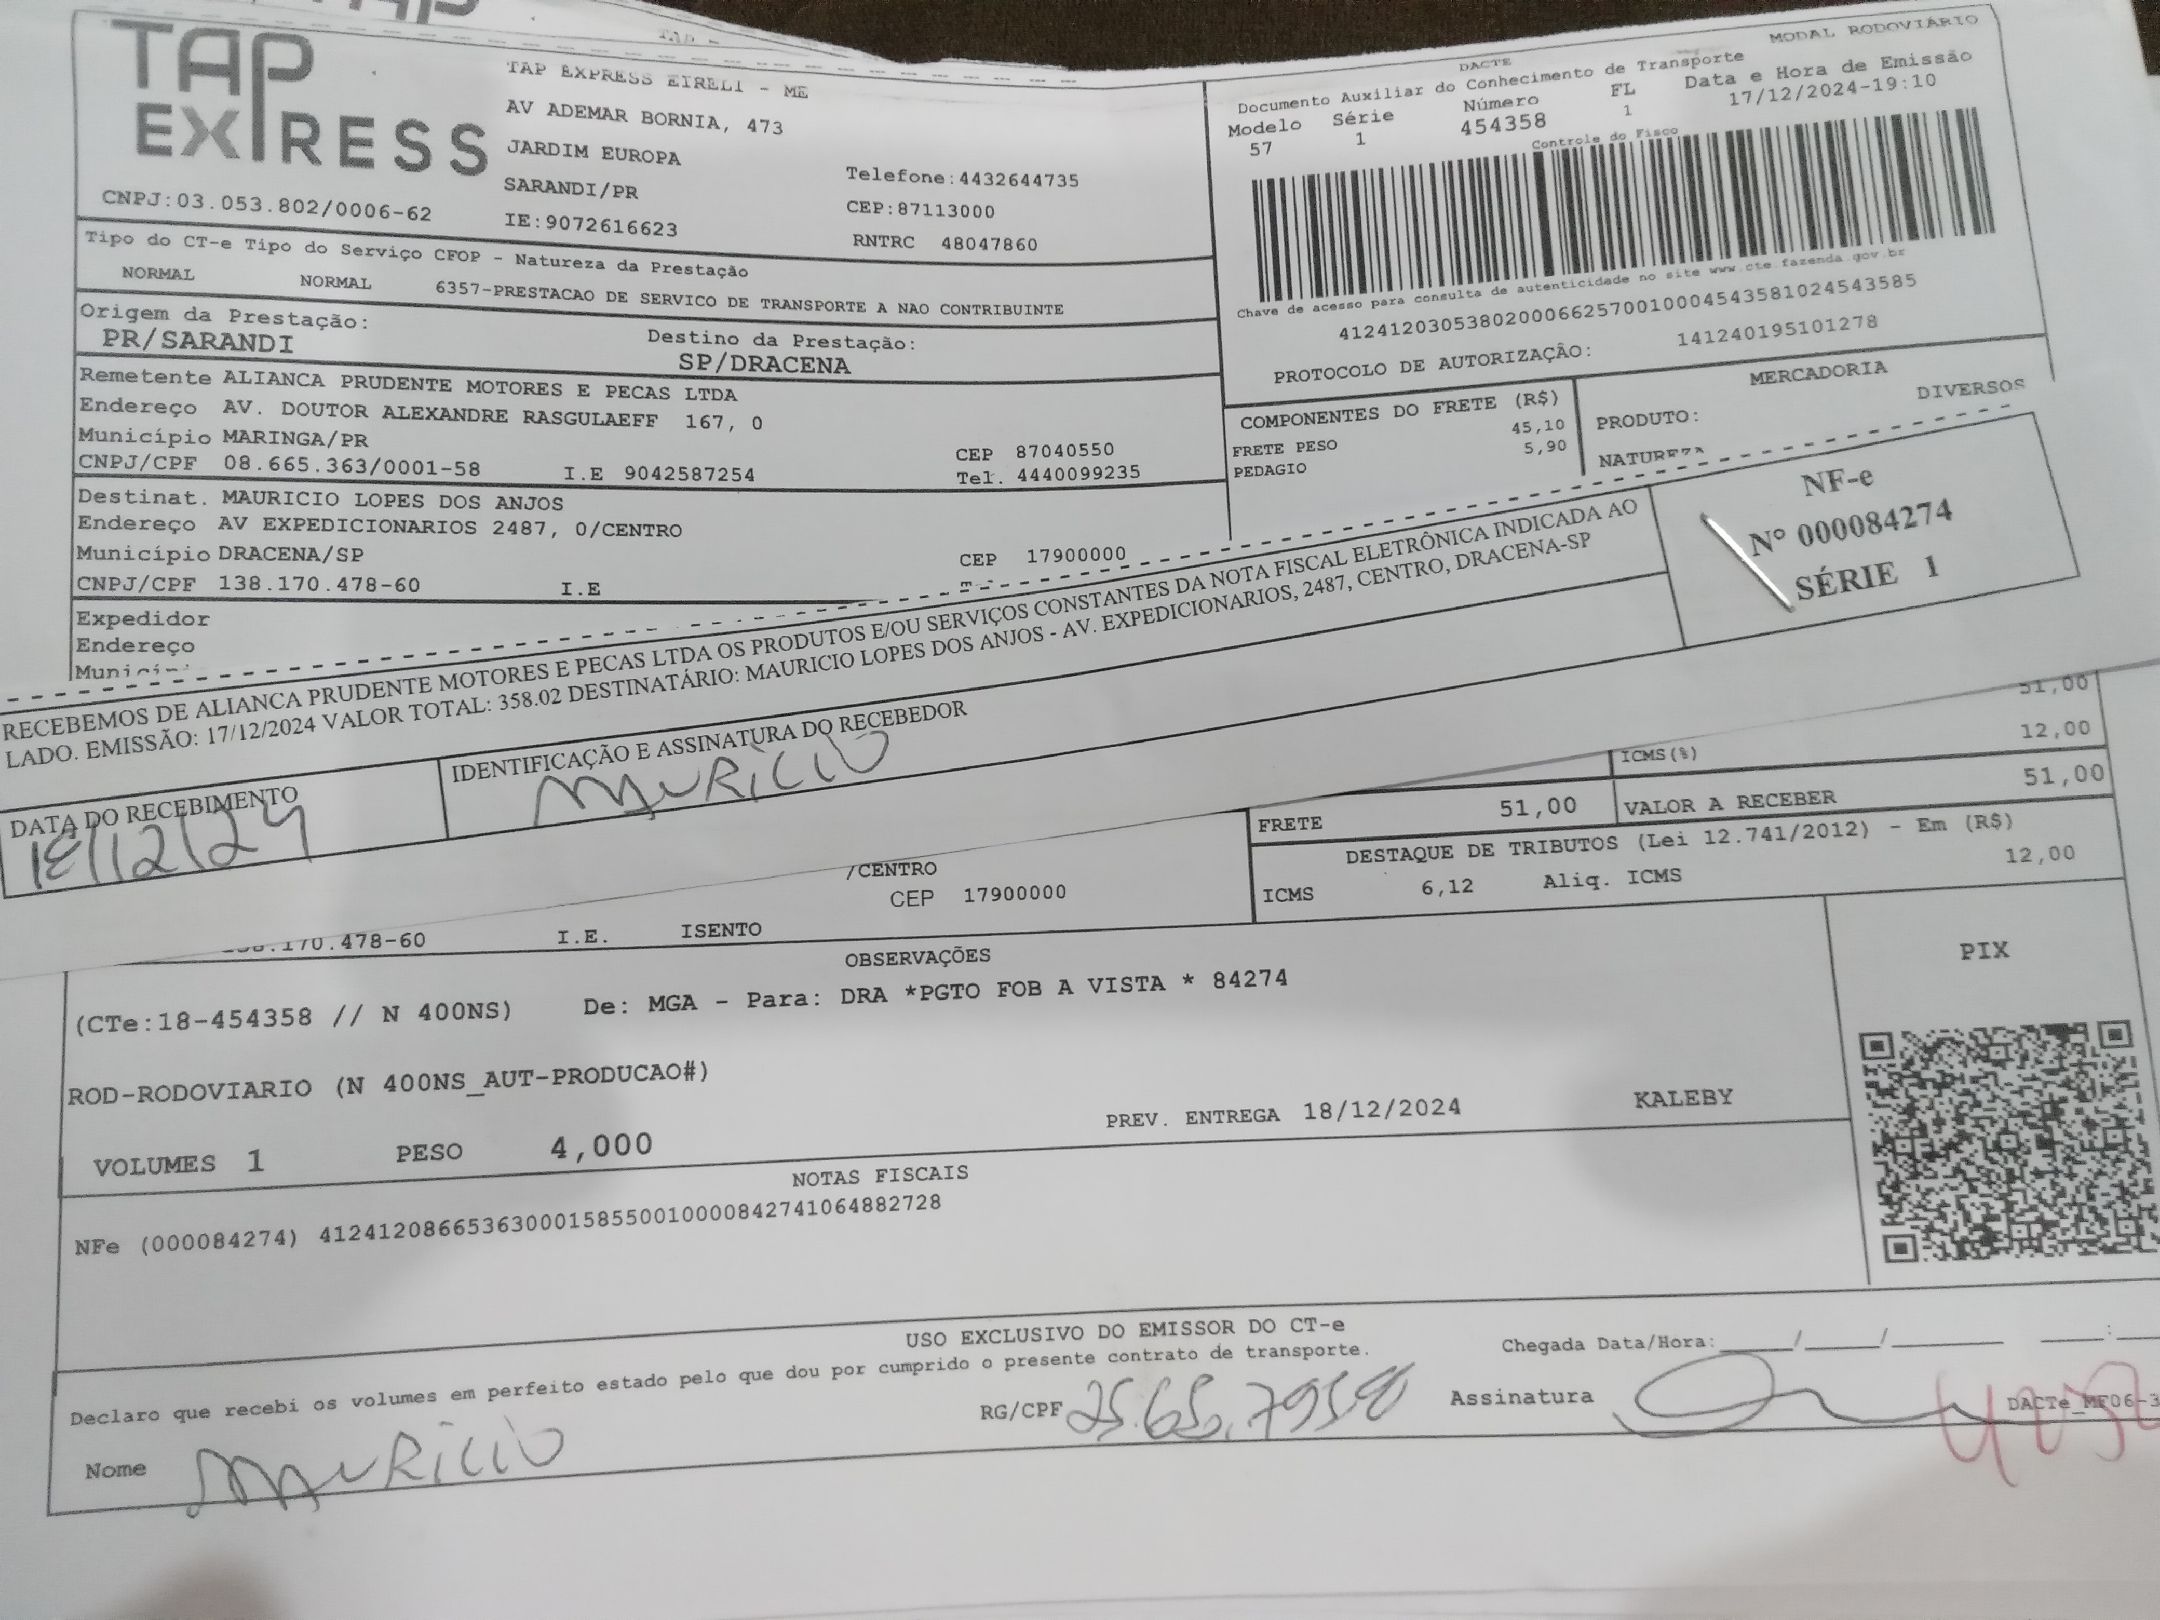 TAP
EXPRESS
CNPJ:03.053.802/0006-62
TAP EXPRESS EIRELI - ME
AV ADEMAR BORNIA, 473
JARDIM EUROPA
SARANDI/PR
IE:9072616623
Telefone:4432644735
CEP:87113000
RNTRC 48047860
MODAL RODOVIÁRIO
DACTE
Documento Auxiliar do Conhecimento de Transporte
Modelo Série Número FL Data e Hora de Emissão
57 1 454358 1 17/12/2024-19:10
Controle do Fisco
Chave de acesso para consulta de autenticidade no site www.cte.fazenda.gov.br
41241203053802000662570010004543581024543585
PROTOCOLO DE AUTORIZAÇÃO: 141240195101278
Tipo do CT-e Tipo do Serviço CFOP - Natureza da Prestação
NORMAL NORMAL 6357-PRESTACAO DE SERVICO DE TRANSPORTE A NAO CONTRIBUINTE
Origem da Prestação: Destino da Prestação:
PR/SARANDI SP/DRACENA
Remetente ALIANCA PRUDENTE MOTORES E PECAS LTDA
Endereço AV. DOUTOR ALEXANDRE RASGULAEFF 167, 0
Município MARINGA/PR CEP 87040550
CNPJ/CPF 08.665.363/0001-58 I.E 9042587254 Tel. 4440099235
Destinat. MAURICIO LOPES DOS ANJOS
Endereço AV EXPEDICIONARIOS 2487, 0/CENTRO
Município DRACENA/SP CEP 17900000
CNPJ/CPF 138.170.478-60 I.E
Expedidor
Endereço
COMPONENTES DO FRETE (R$)
FRETE PESO 45,10
PEDAGIO 5,90
MERCADORIA
PRODUTO: DIVERSOS
NATUREZA
RECEBEMOS DE ALIANCA PRUDENTE MOTORES E PECAS LTDA OS PRODUTOS E/OU SERVIÇOS CONSTANTES DA NOTA FISCAL ELETRÔNICA INDICADA AO
LADO. EMISSÃO: 17/12/2024 VALOR TOTAL: 358.02 DESTINATÁRIO: MAURICIO LOPES DOS ANJOS - AV. EXPEDICIONARIOS, 2487, CENTRO, DRACENA-SP
NF-e
Nº 000084274
SÉRIE 1
DATA DO RECEBIMENTO
18/12/24
IDENTIFICAÇÃO E ASSINATURA DO RECEBEDOR
MAURICIO
51,00
ICMS(%) 12,00
FRETE 51,00 VALOR A RECEBER 51,00
DESTAQUE DE TRIBUTOS (Lei 12.741/2012) - Em (R$)
ICMS 6,12 Aliq. ICMS 12,00
/CENTRO
CEP 17900000
138.170.478-60 I.E. ISENTO
OBSERVAÇÕES
(CTe:18-454358 // N 400NS) De: MGA - Para: DRA *PGTO FOB A VISTA * 84274
ROD-RODOVIARIO (N 400NS_AUT-PRODUCAO#)
VOLUMES 1 PESO 4,000 PREV. ENTREGA 18/12/2024 KALEBY
PIX
NOTAS FISCAIS
NFe (000084274) 41241208665363000158550010000842741064882728
USO EXCLUSIVO DO EMISSOR DO CT-e
Declaro que recebi os volumes em perfeito estado pelo que dou por cumprido o presente contrato de transporte.
Chegada Data/Hora: / / :
Nome MAURICIO RG/CPF Assinatura